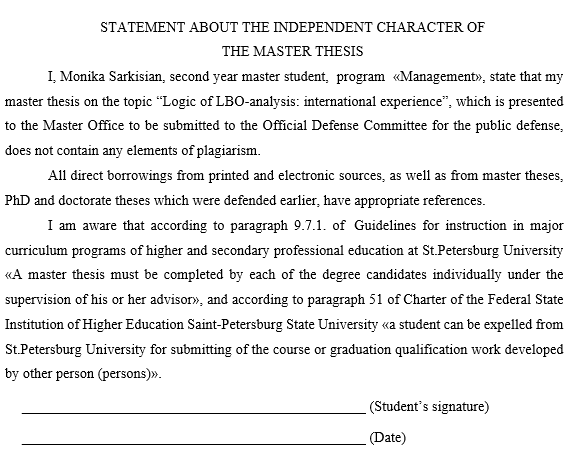 STATEMENT ABOUT THE INDEPENDENT CHARACTER OF
THE MASTER THESIS
I, Monika Sarkisian, second year master student, program «Management», state that my
master thesis on the topic “Logic of LBO-analysis: international experience”, which is presented
to the Master Office to be submitted to the Official Defense Committee for the public defense,
does not contain any elements of plagiarism.
All direct borrowings from printed and electronic sources, as well as from master theses,
PhD and doctorate theses which were defended earlier, have appropriate references.
I am aware that according to paragraph 9.7.1. of Guidelines for instruction in major
curriculum programs of higher and secondary professional education at St.Petersburg University
«A master thesis must be completed by each of the degree candidates individually under the
supervision of his or her advisor», and according to paragraph 51 of Charter of the Federal State
Institution of Higher Education Saint-Petersburg State University «a student can be expelled from
St.Petersburg University for submitting of the course or graduation qualification work developed
by other person (persons)».
(Student’s signature)
(Date)